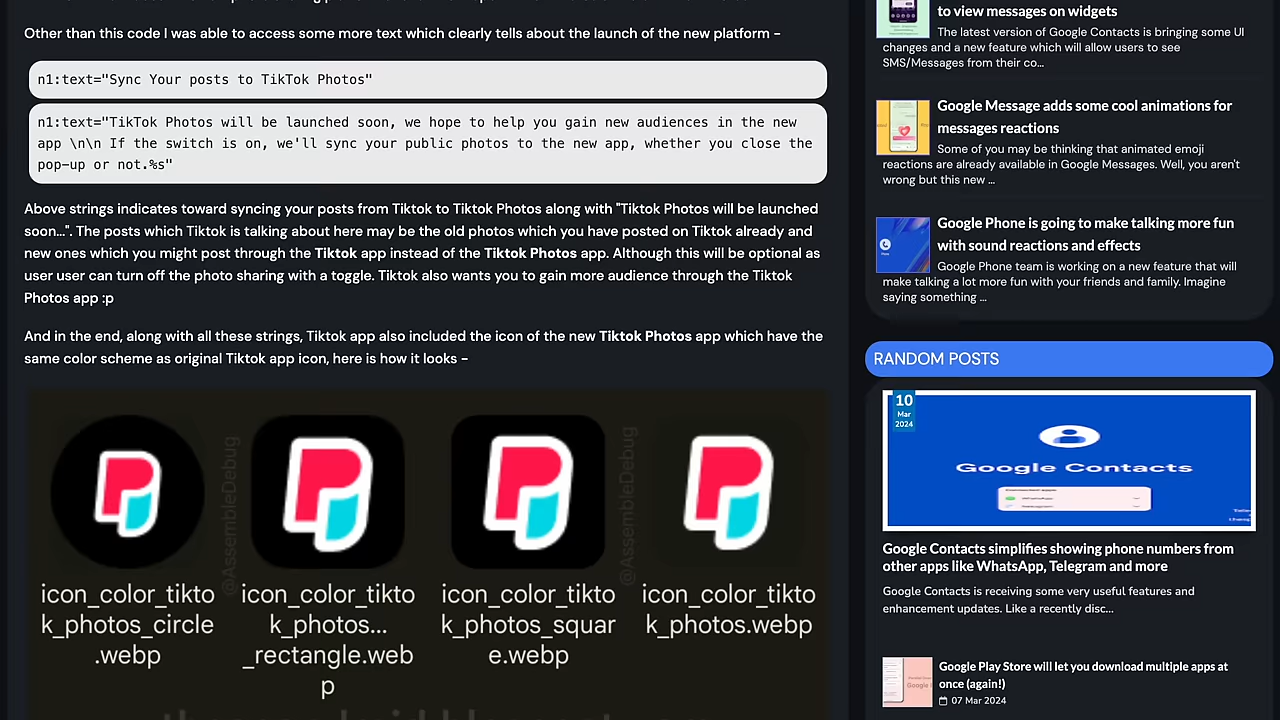 Other than this code I was able to access some more text which clearly tells about the launch of the new platform -
n1:text="Sync Your posts to TikTok Photos"
n1:text="TikTok Photos will be launched soon, we hope to help you gain new audiences in the new
app \n\n If the switch is on, we'll sync your public photos to the new app, whether you close the
pop-up or not.%s"
Above strings indicates toward syncing your posts from Tiktok to Tiktok Photos along with "Tiktok Photos will be launched
soon...". The posts which Tiktok is talking about here may be the old photos which you have posted on Tiktok already and
new ones which you might post through the Tiktok app instead of the Tiktok Photos app. Although this will be optional as
user user can turn off the photo sharing with a toggle. Tiktok also wants you to gain more audience through the Tiktok
Photos app :p
And in the end, along with all these strings, Tiktok app also included the icon of the new Tiktok Photos app which have the
same color scheme as original Tiktok app icon, here is how it looks -
@AssembleDebug
@AssembleDebug
icon_color_tikto
k_photos_circle
.webp
icon_color_tikto
k_photos...
_rectangle.web
p
icon_color_tikto
k_photos_squar
e.webp
icon_color_tikto
k_photos.webp
to view messages on widgets
The latest version of Google Contacts is bringing some UI
changes and a new feature which will allow users to see
SMS/Messages from their co...
Google Message adds some cool animations for
messages reactions
Some of you may be thinking that animated emoji
reactions are already available in Google Messages. Well, you aren't
wrong but this new ...
Google Phone is going to make talking more fun
with sound reactions and effects
Google Phone team is working on a new feature that will
make talking a lot more fun with your friends and family. Imagine
saying something ...
RANDOM POSTS
10
Mar
2024
Google Contacts
WhatsApp
Google Contacts simplifies showing phone numbers from
other apps like WhatsApp, Telegram and more
Google Contacts is receiving some very useful features and
enhancement updates. Like a recently disc...
Google Play Store will let you download multiple apps at
once (again!)
07 Mar 2024